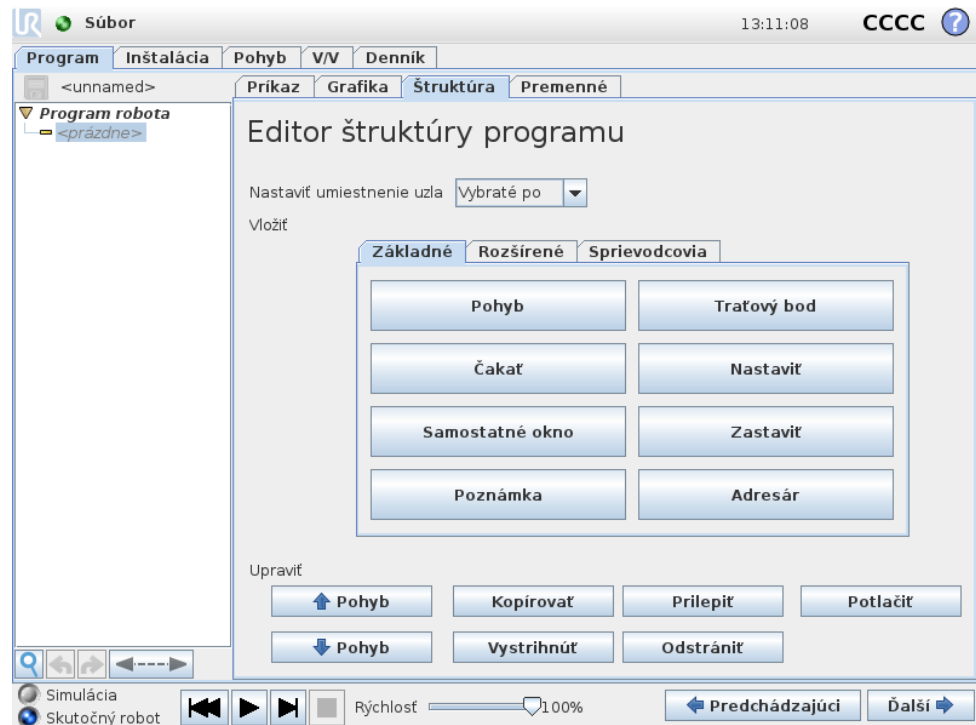 UR Súbor 13:11:08 CCCC ?
Program Inštalácia Pohyb V/V Denník
<unnamed> Príkaz Grafika Štruktúra Premenné
Program robota
<prázdne>
Editor štruktúry programu
Nastaviť umiestnenie uzla Vybraté po
Vložiť
Základné Rozšírené Sprievodcovia
Pohyb Traťový bod
Čakať Nastaviť
Samostatné okno Zastaviť
Poznámka Adresár
Upraviť
Pohyb Kopírovať Prilepiť Potlačiť
Pohyb Vystrihnúť Odstrániť
Simulácia
Skutočný robot
Rýchlosť 100% Predchádzajúci Ďalší